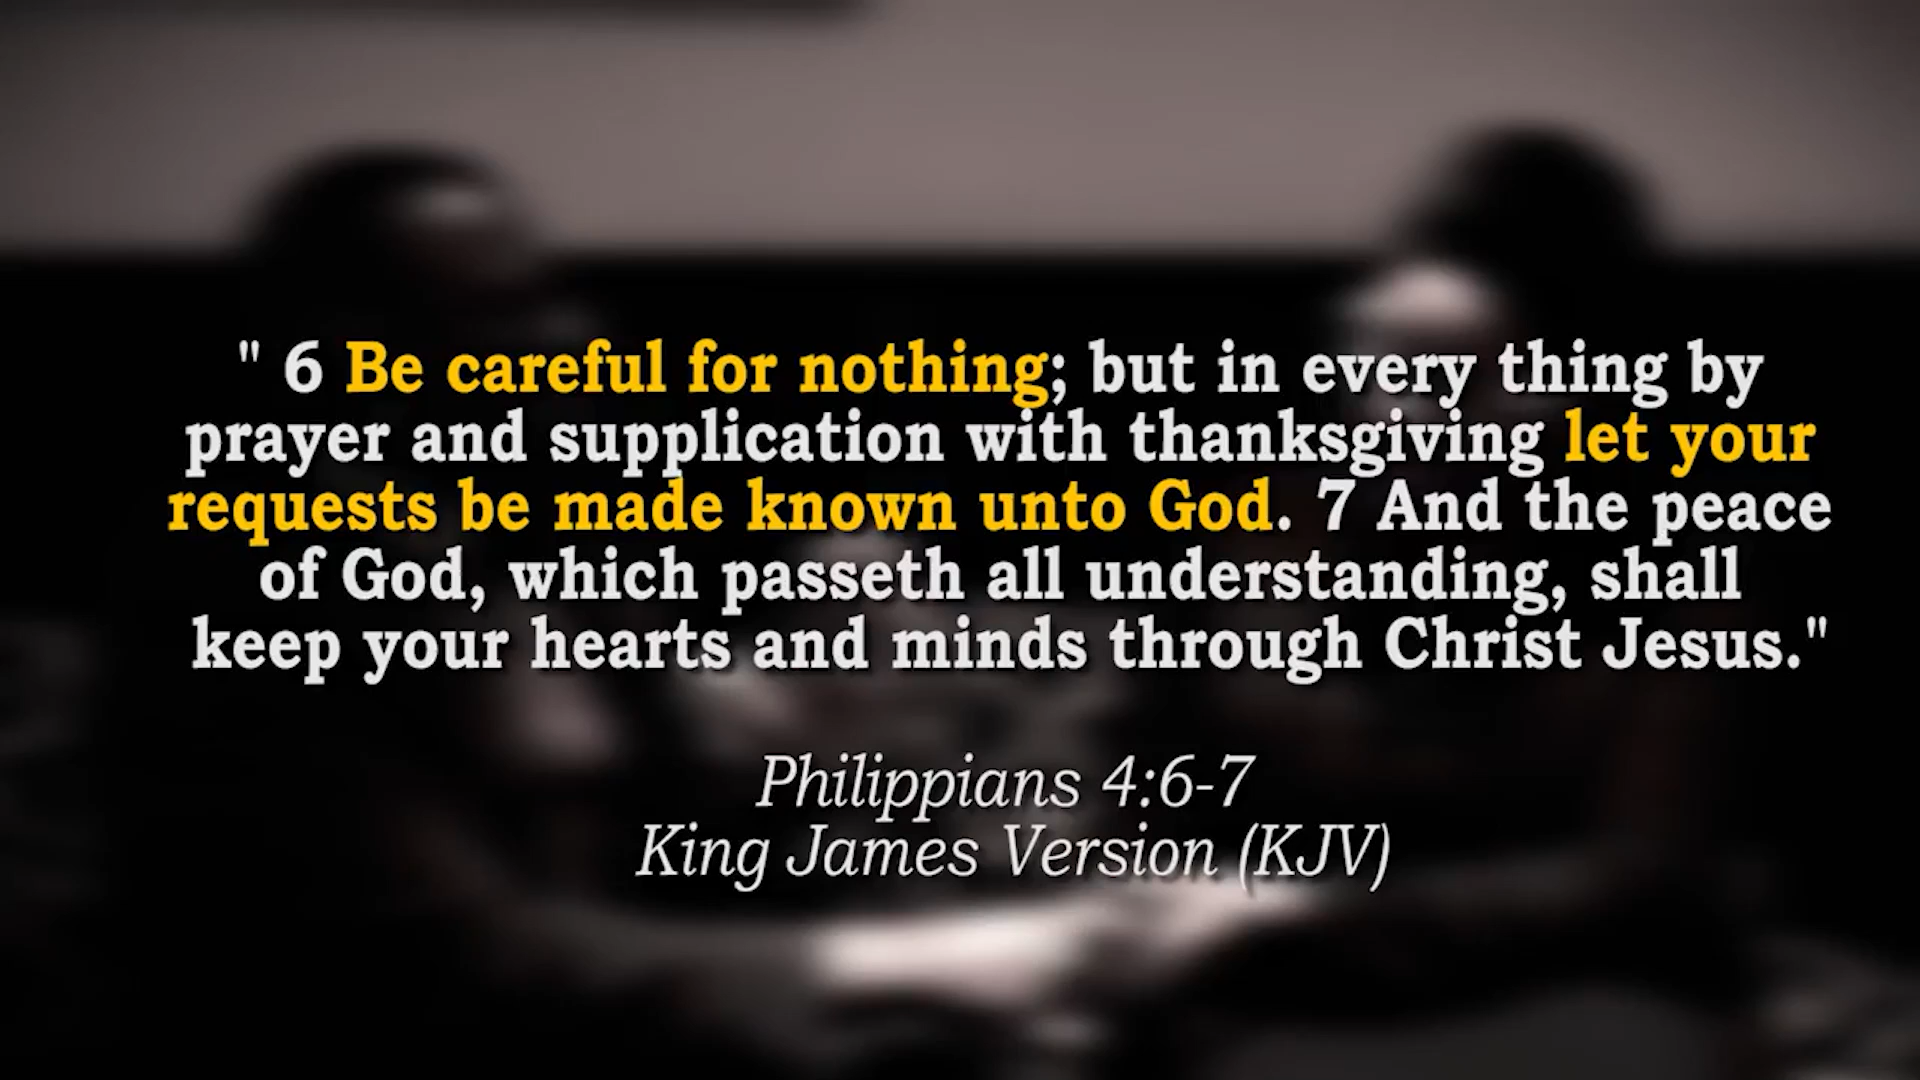 " 6 Be careful for nothing; but in every thing by
prayer and supplication with thanksgiving let your
requests be made known unto God. 7 And the peace
of God, which passeth all understanding, shall
keep your hearts and minds through Christ Jesus."
Philippians 4:6-7
King James Version (KJV)